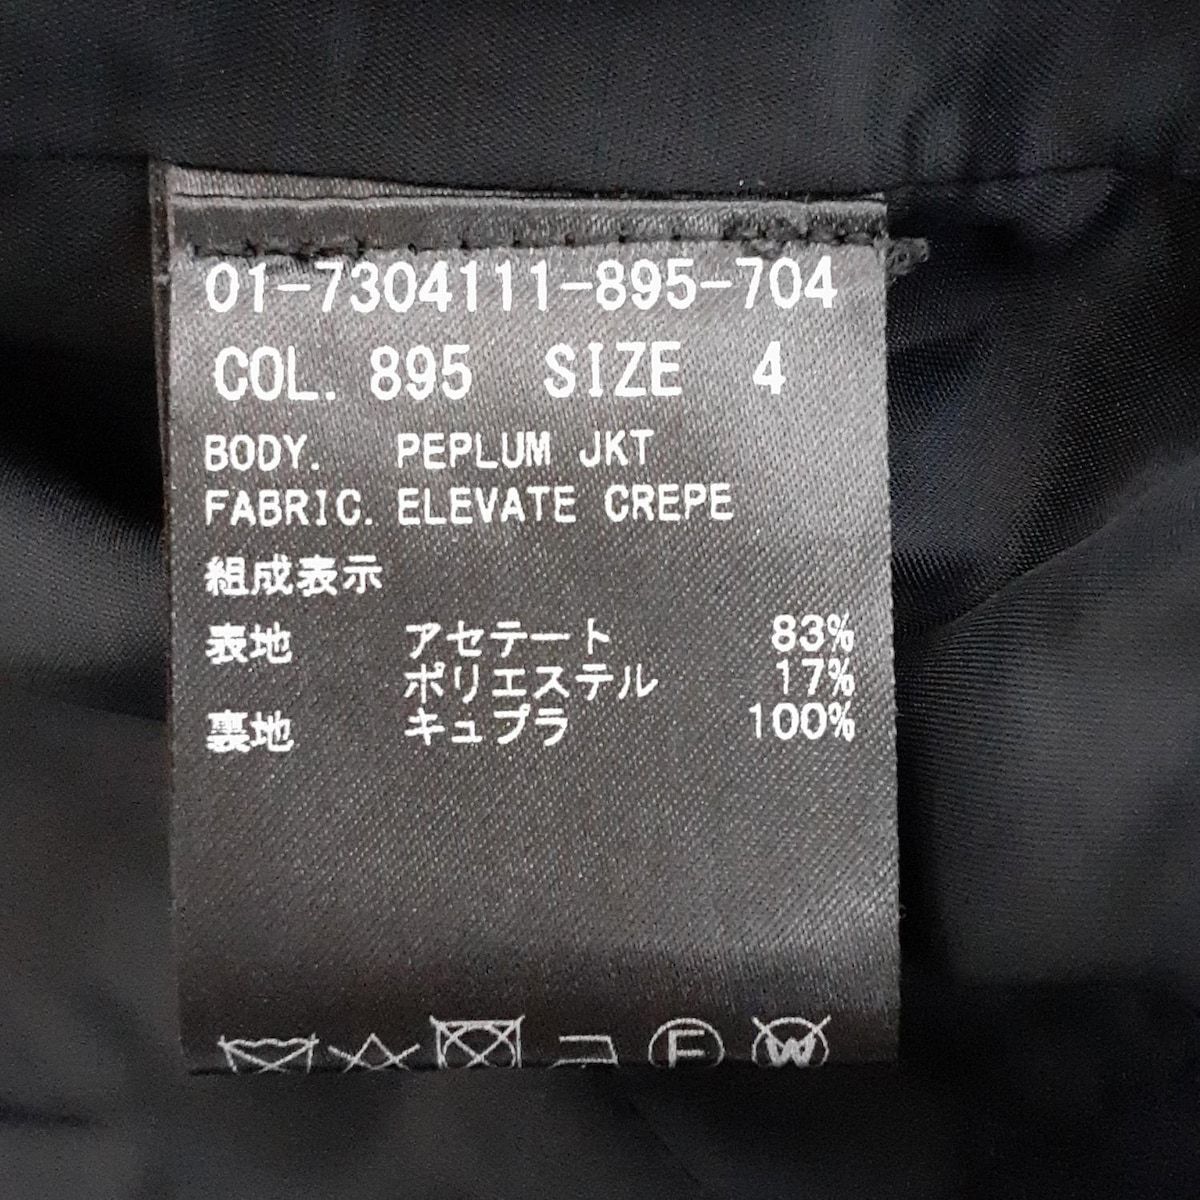 01-7304111-895-704
COL. 895 SIZE 4
BODY. PEPLUM JKT
FABRIC. ELEVATE CREPE
組成表示
表地 アセテート 83%
ポリエステル 17%
裏地 キュプラ 100%
F W